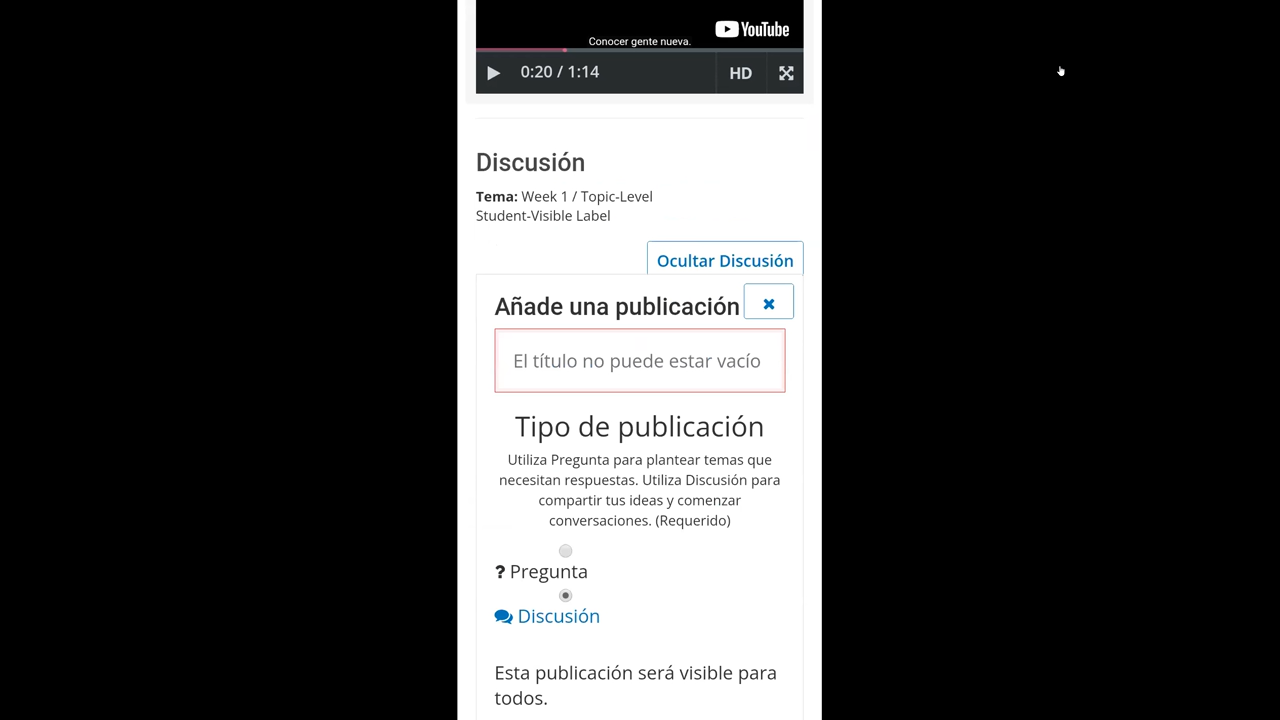 YouTube
Conocer gente nueva.
0:20 / 1:14
HD
Discusión
Tema: Week 1 / Topic-Level
Student-Visible Label
Ocultar Discusión
Añade una publicación
El título no puede estar vacío
Tipo de publicación
Utiliza Pregunta para plantear temas que
necesitan respuestas. Utiliza Discusión para
compartir tus ideas y comenzar
conversaciones. (Requerido)
? Pregunta
Discusión
Esta publicación será visible para
todos.